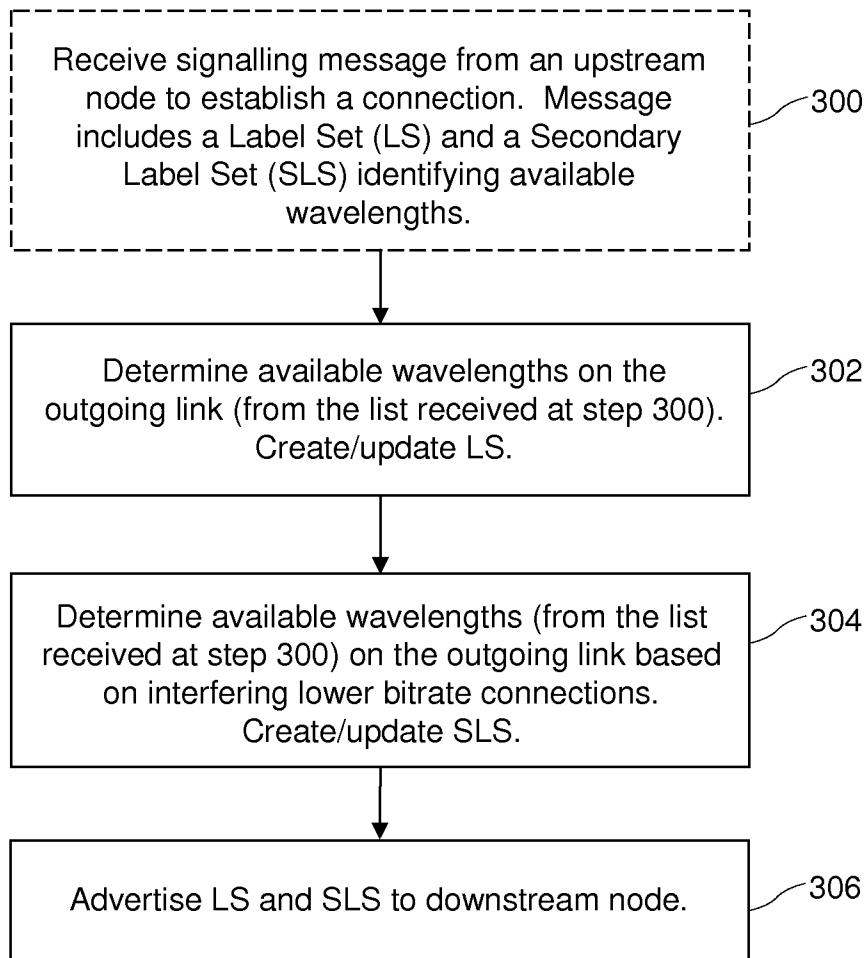 Receive signalling message from an upstream
node to establish a connection.  Message
includes a Label Set (LS) and a Secondary
Label Set (SLS) identifying available
wavelengths.
300
Determine available wavelengths on the
outgoing link (from the list received at step 300).
Create/update LS.
302
Determine available wavelengths (from the list
received at step 300) on the outgoing link based
on interfering lower bitrate connections.
Create/update SLS.
304
Advertise LS and SLS to downstream node.
306